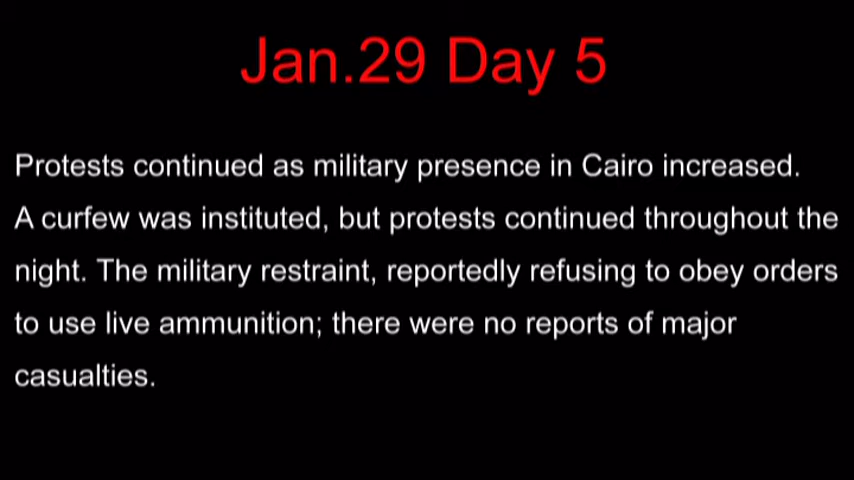 Jan.29 Day 5
Protests continued as military presence in Cairo increased.
A curfew was instituted, but protests continued throughout the
night. The military restraint, reportedly refusing to obey orders
to use live ammunition; there were no reports of major
casualties.